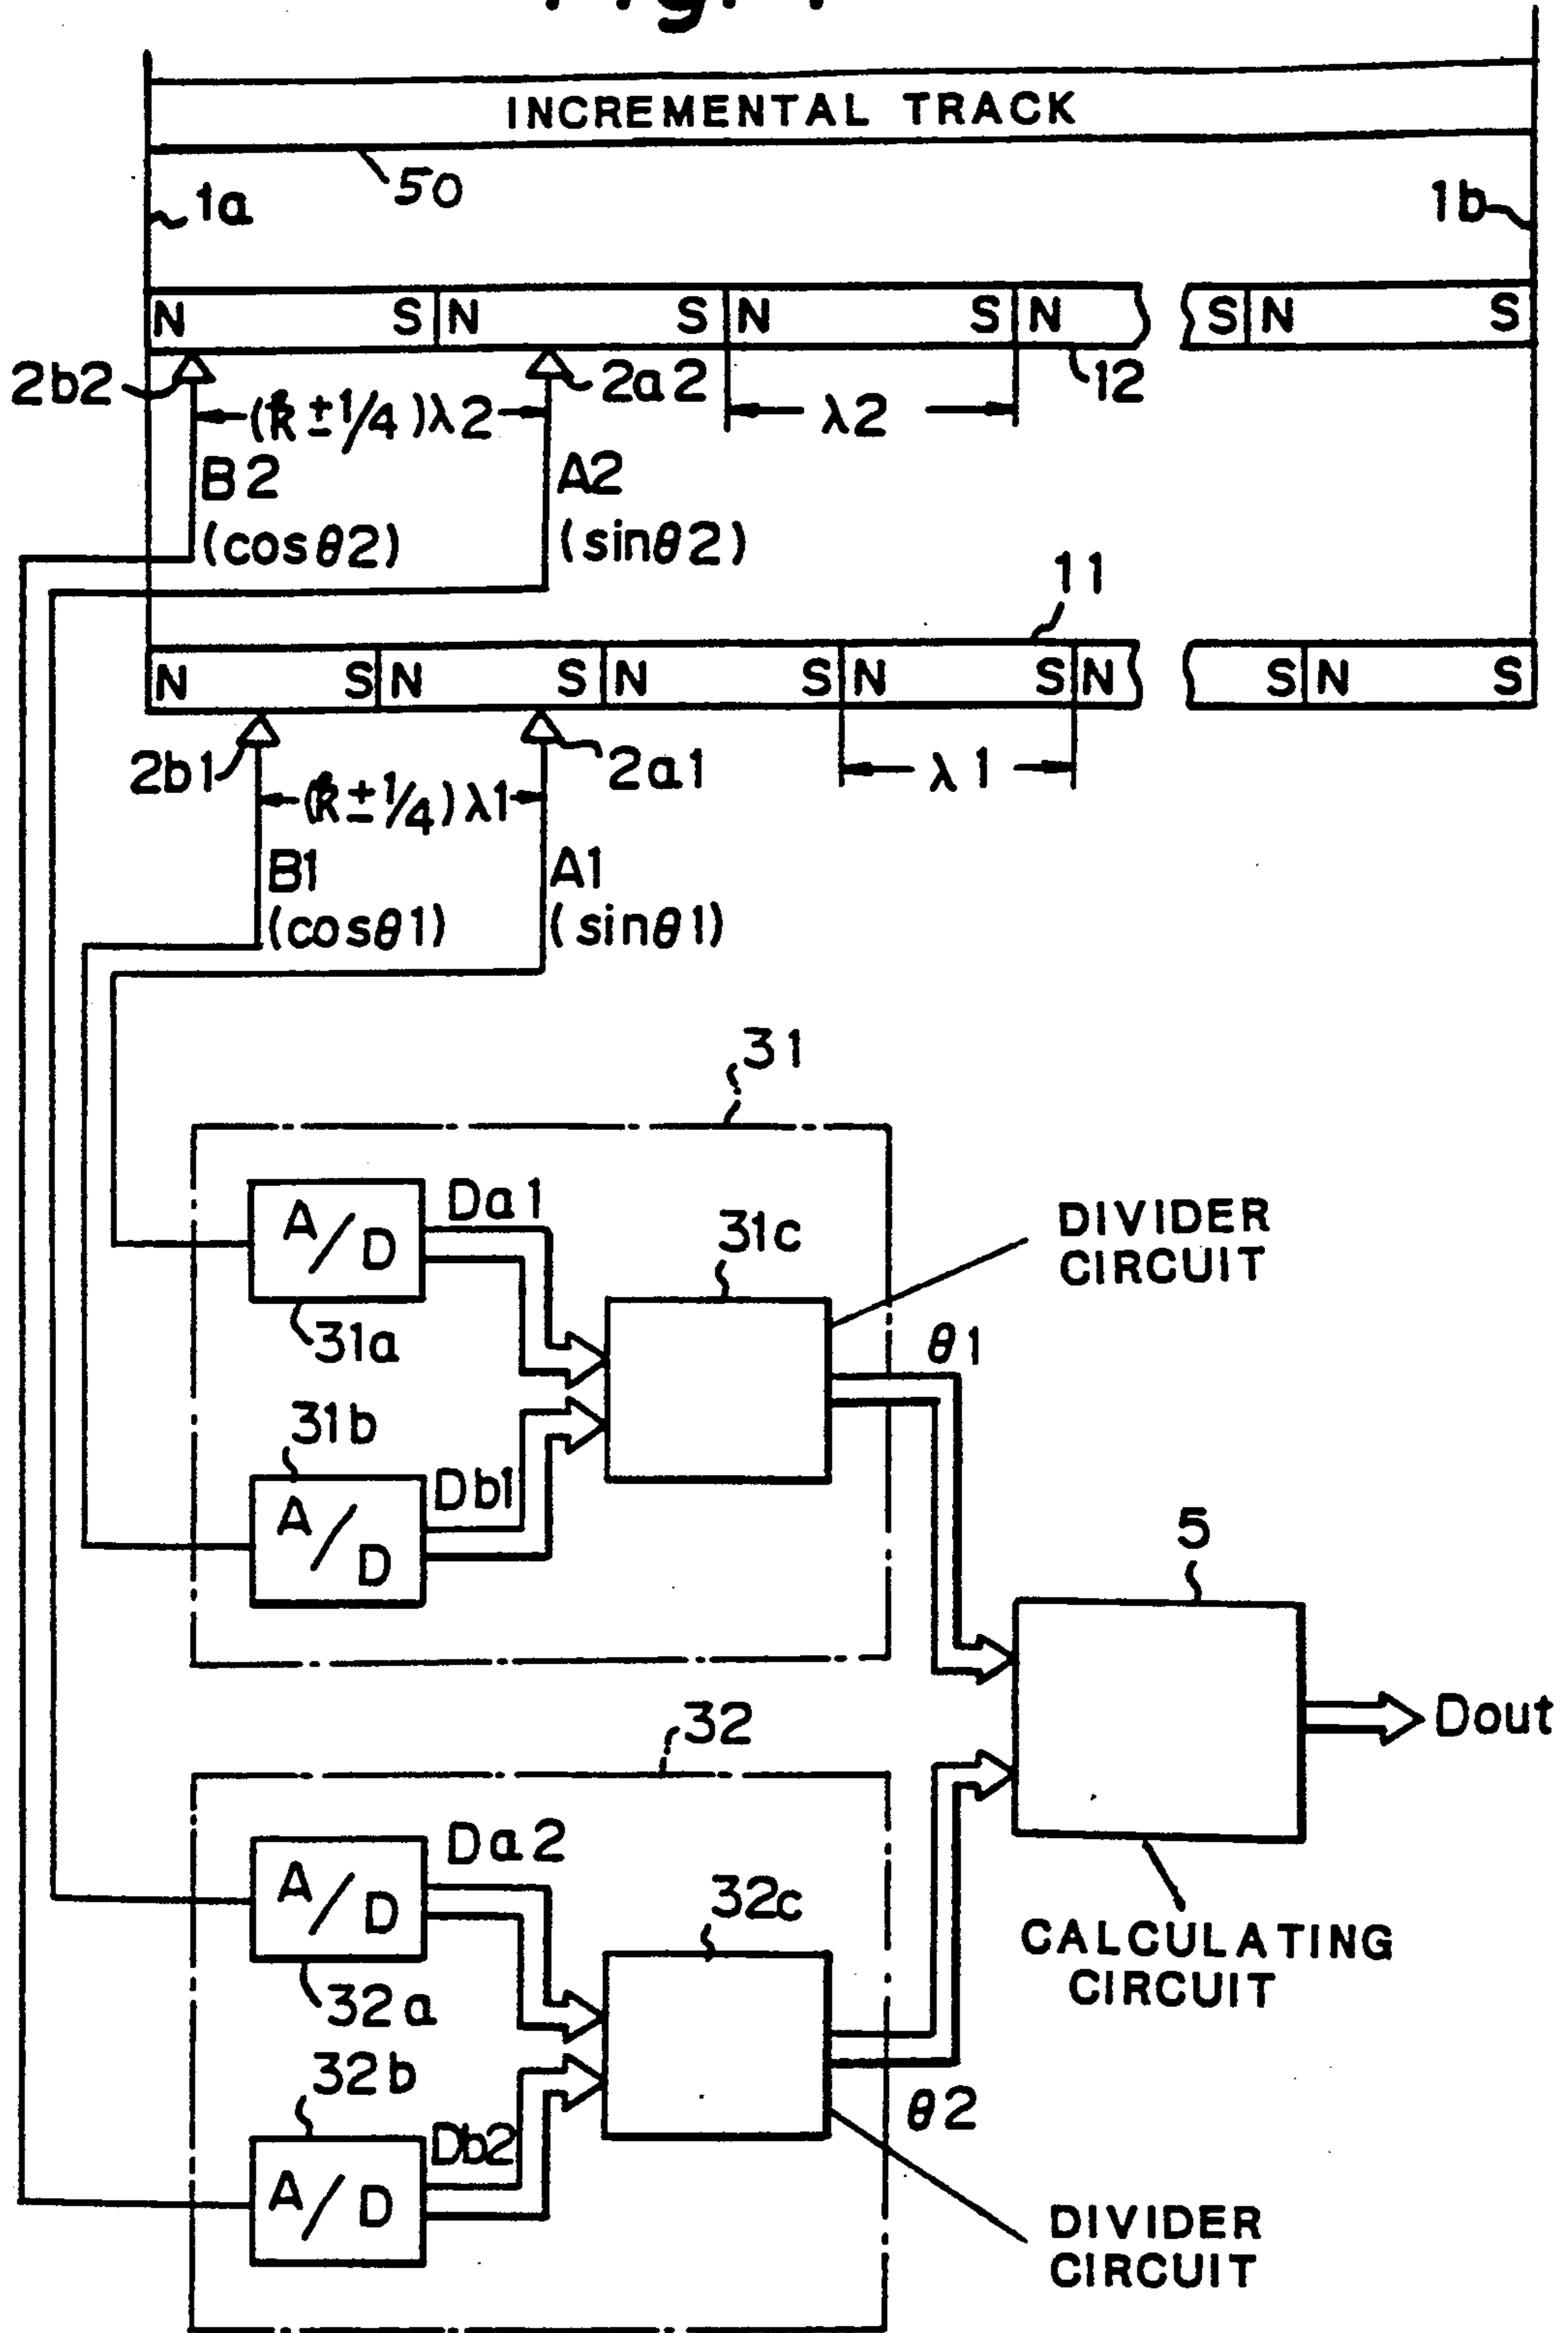 INCREMENTAL TRACK
50
1a
1b
N S N S N S N S N S
2b2
(k±1/4)λ2
2a2
λ2
12
B2
(cosθ2)
A2
(sinθ2)
11
N S N S N S N S N S N S
2b1
(k±1/4)λ1
2a1
λ1
B1
(cosθ1)
A1
(sinθ1)
31
A/D
Da1
31c
DIVIDER
CIRCUIT
31a
θ1
31b
A/D
Db1
5
Dout
32
A/D
Da2
32c
CALCULATING
CIRCUIT
32a
32b
A/D
Db2
θ2
DIVIDER
CIRCUIT